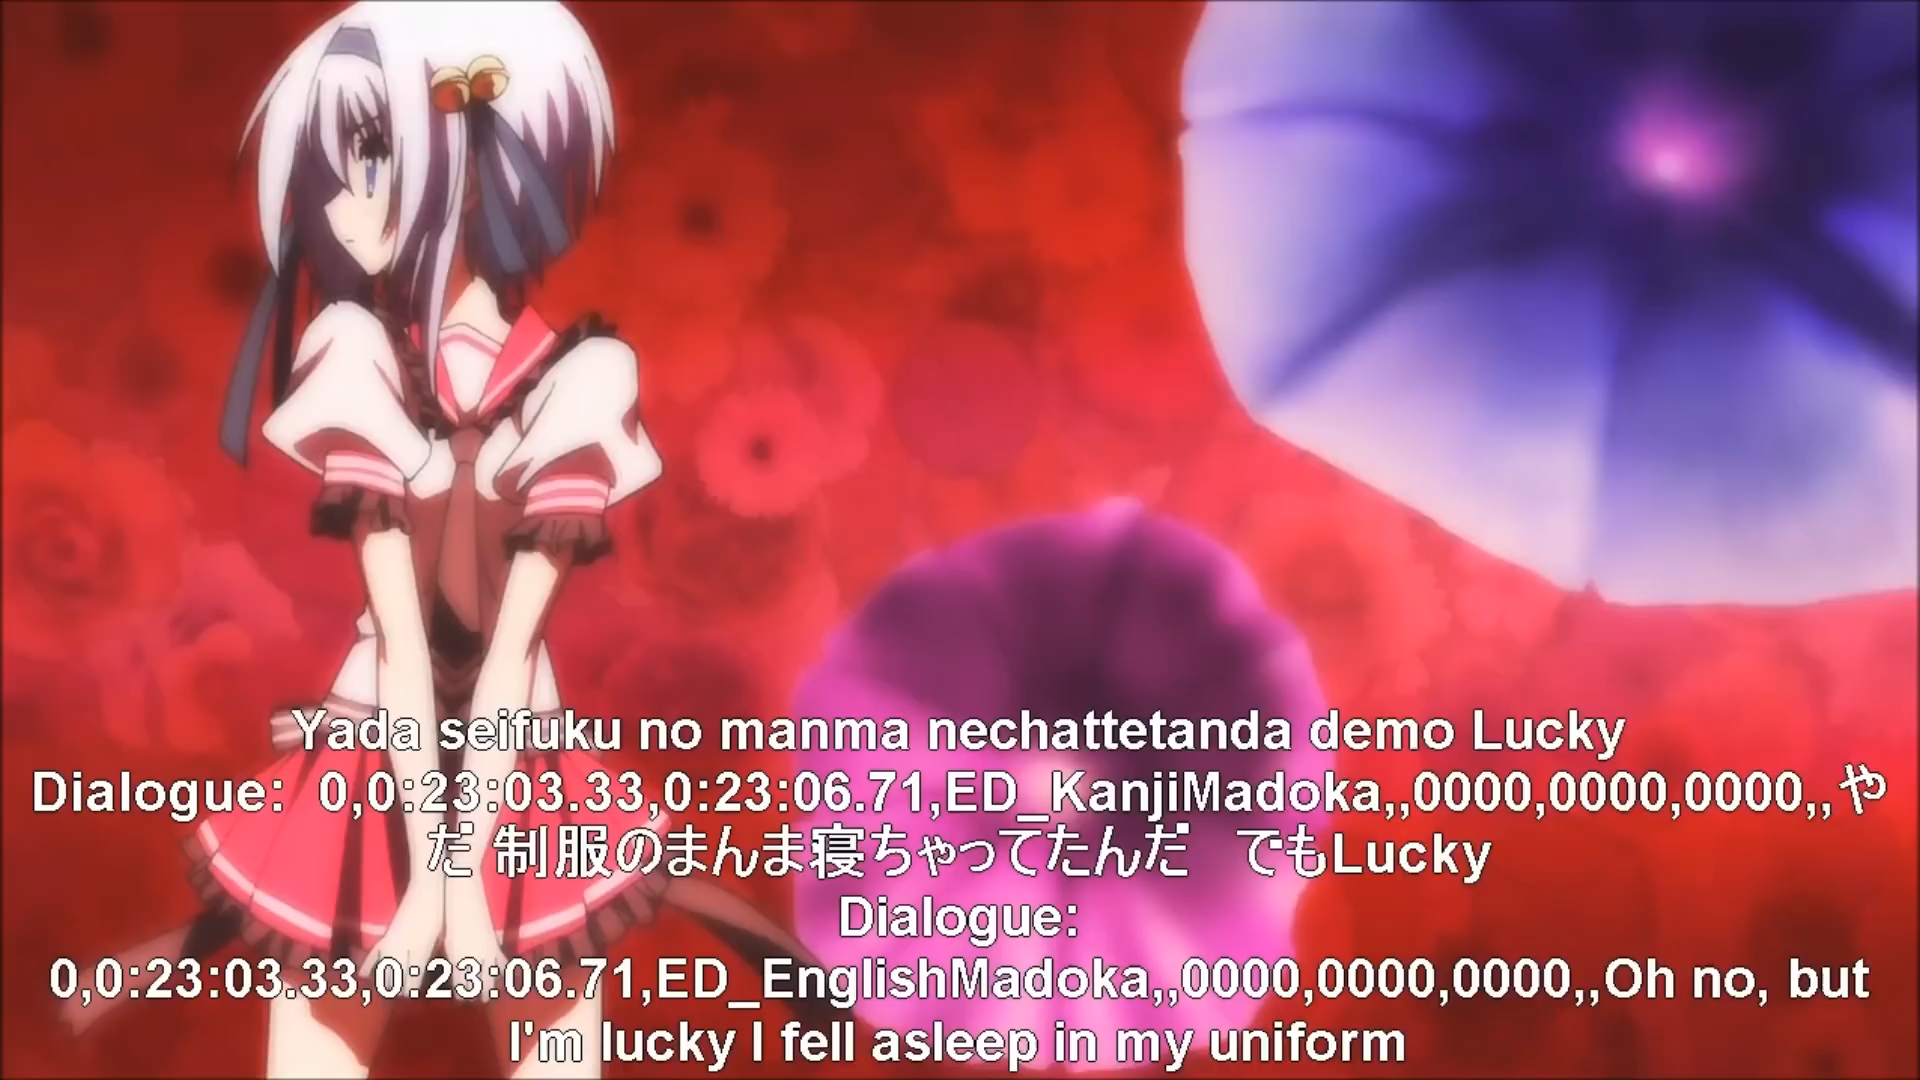 Yada seifuku no manma nechattetanda demo Lucky
Dialogue: 0,0:23:03.33,0:23:06.71,ED_KanjiMadoka,,0000,0000,0000,,や
だ 制服のまんま寝ちゃってたんだ　でもLucky
Dialogue:
0,0:23:03.33,0:23:06.71,ED_EnglishMadoka,,0000,0000,0000,,Oh no, but
I'm lucky I fell asleep in my uniform